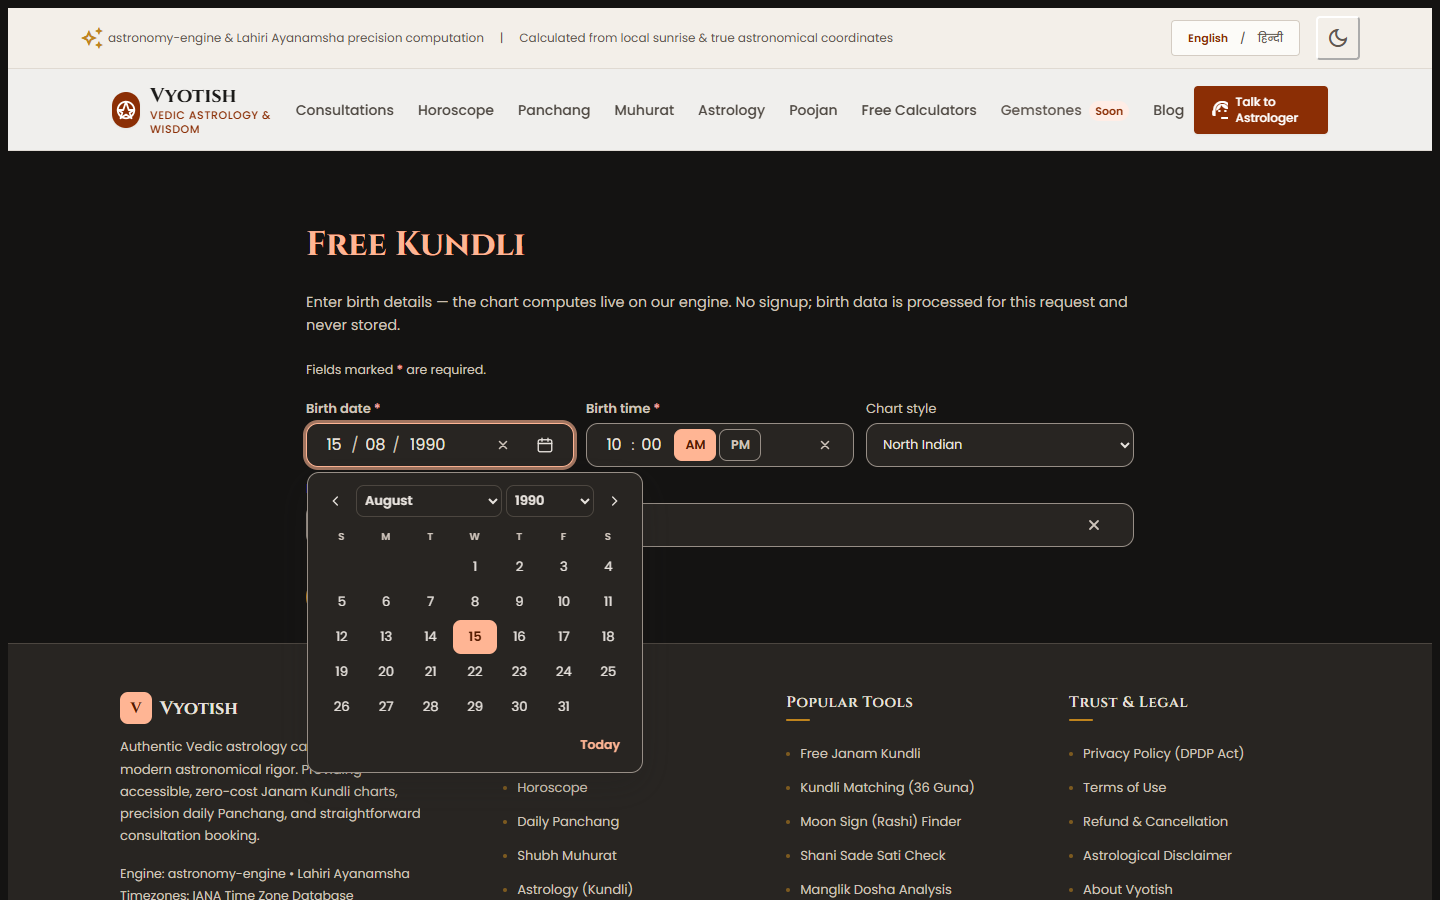 astronomy-engine & Lahiri Ayanamsha precision computation | Calculated from local sunrise & true astronomical coordinates
English / हिन्दी
Vyotish
VEDIC ASTROLOGY &
WISDOM
Consultations Horoscope Panchang Muhurat Astrology Poojan Free Calculators Gemstones Soon Blog
Talk to
Astrologer
Free Kundli
Enter birth details — the chart computes live on our engine. No signup; birth data is processed for this request and
never stored.
Fields marked * are required.
Birth date * Birth time * Chart style
15 / 08 / 1990 10 : 00 AM PM North Indian
August 1990
S M T W T F S
1 2 3 4
5 6 7 8 9 10 11
12 13 14 15 16 17 18
19 20 21 22 23 24 25
26 27 28 29 30 31
Today
V Vyotish
Authentic Vedic astrology
modern astronomical rigor.
accessible, zero-cost Janam Kundli charts,
precision daily Panchang, and straightforward
consultation booking.
Engine: astronomy-engine • Lahiri Ayanamsha
Timezones: IANA Time Zone Database
Horoscope
Daily Panchang
Shubh Muhurat
Astrology (Kundli)
Popular Tools
Free Janam Kundli
Kundli Matching (36 Guna)
Moon Sign (Rashi) Finder
Shani Sade Sati Check
Manglik Dosha Analysis
Trust & Legal
Privacy Policy (DPDP Act)
Terms of Use
Refund & Cancellation
Astrological Disclaimer
About Vyotish